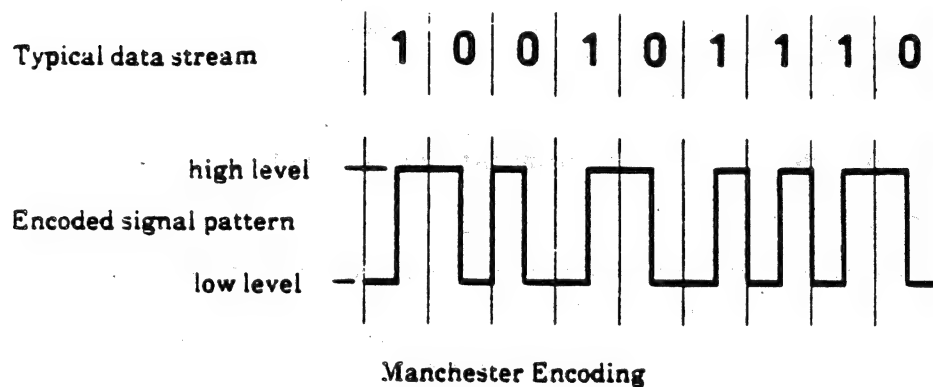 Typical data stream 1 0 0 1 0 1 1 1 0
high level
Encoded signal pattern
low level
Manchester Encoding